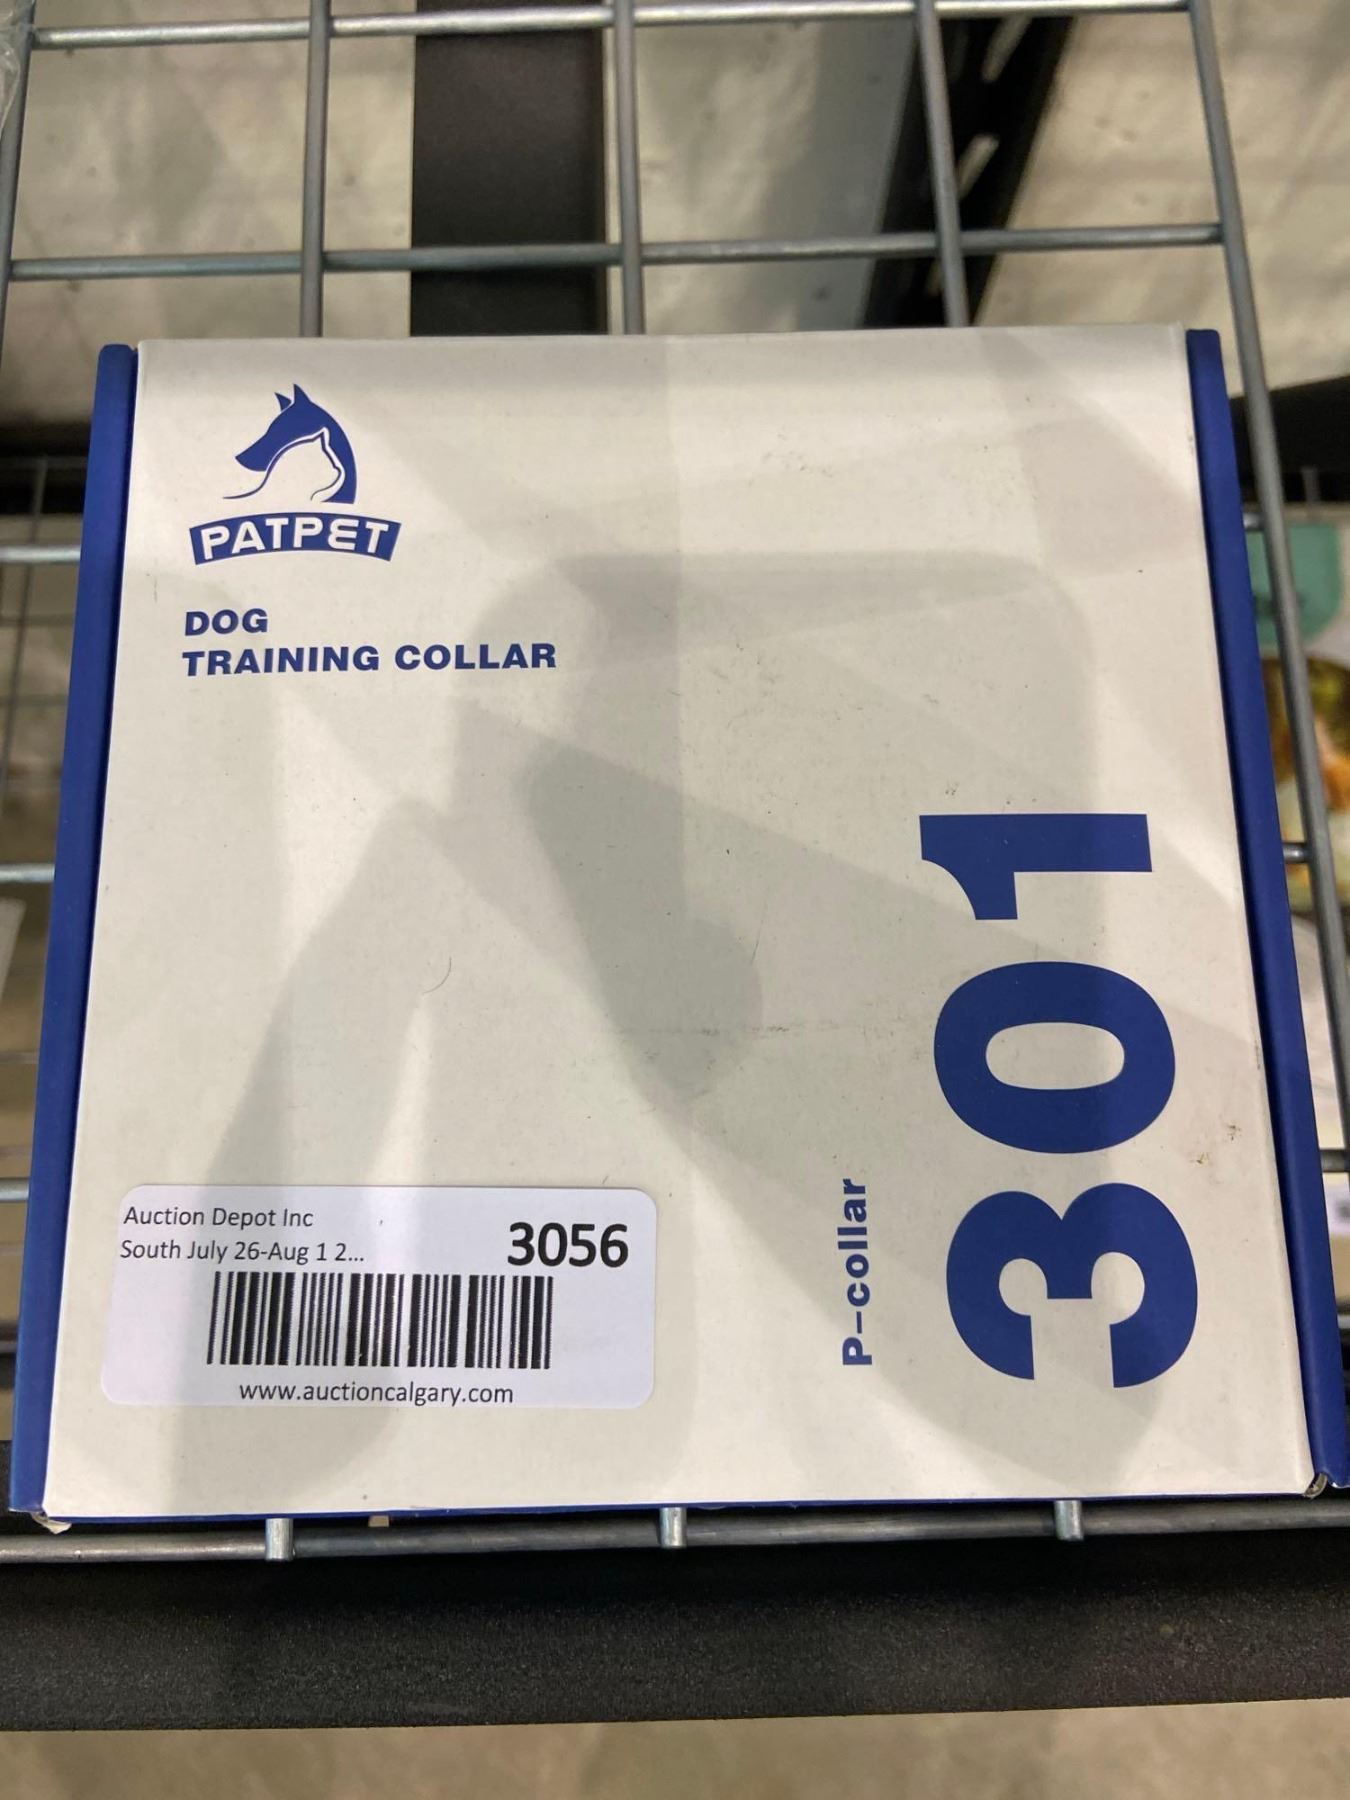 PATPET
DOG
TRAINING COLLAR
P-collar
301
Auction Depot Inc
South July 26-Aug 1 2...
3056
www.auctioncalgary.com